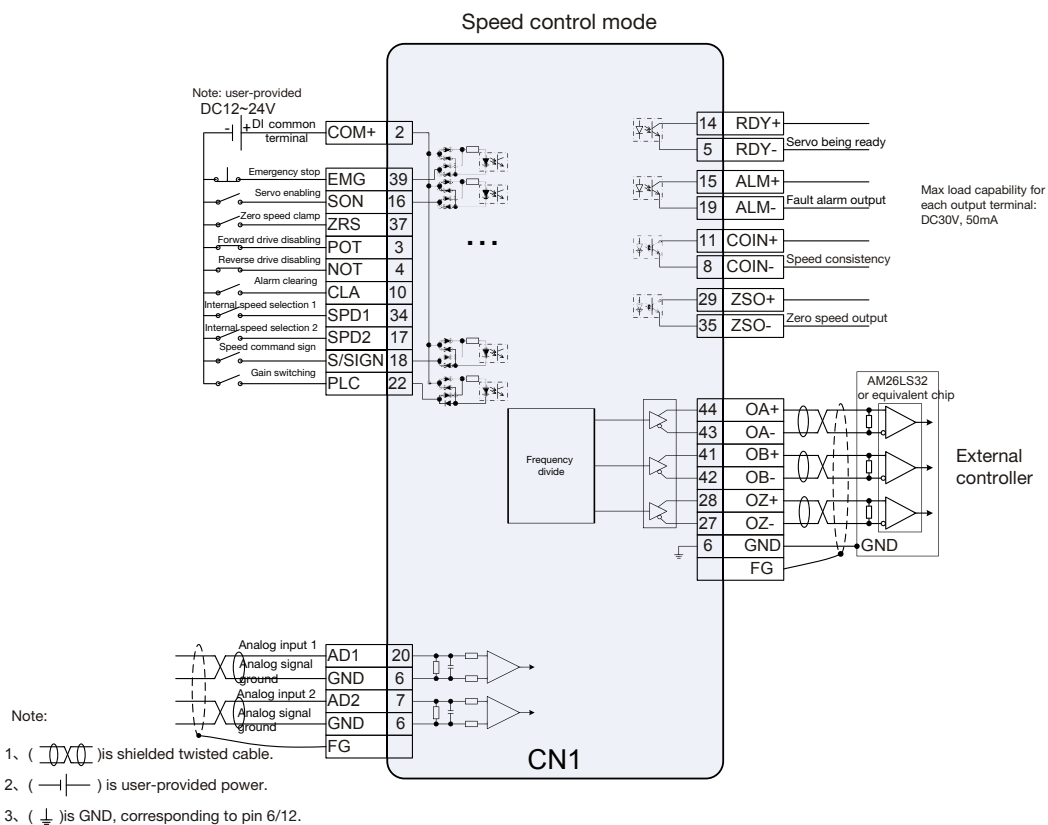 Speed control mode
Note: user-provided
DC12~24V
- + DI common
terminal
COM+ 2
Emergency stop EMG 39
Servo enabling SON 16
Zero speed clamp ZRS 37
Forward drive disabling POT 3
Reverse drive disabling NOT 4
Alarm clearing CLA 10
Internal speed selection 1 SPD1 34
Internal speed selection 2 SPD2 17
Speed command sign S/SIGN 18
Gain switching PLC 22
...
14 RDY+
5 RDY- Servo being ready
15 ALM+
19 ALM- Fault alarm output
11 COIN+
8 COIN- Speed consistency
29 ZSO+
35 ZSO- Zero speed output
Max load capability for
each output terminal:
DC30V, 50mA
Frequency
divide
44 OA+
43 OA-
41 OB+
42 OB-
28 OZ+
27 OZ-
6 GND
FG
AM26LS32
or equivalent chip
GND
External
controller
Analog input 1 AD1 20
Analog signal
ground
GND 6
Analog input 2 AD2 7
Analog signal
ground
GND 6
FG
CN1
Note:
1、( )is shielded twisted cable.
2、( ) is user-provided power.
3、( )is GND, corresponding to pin 6/12.